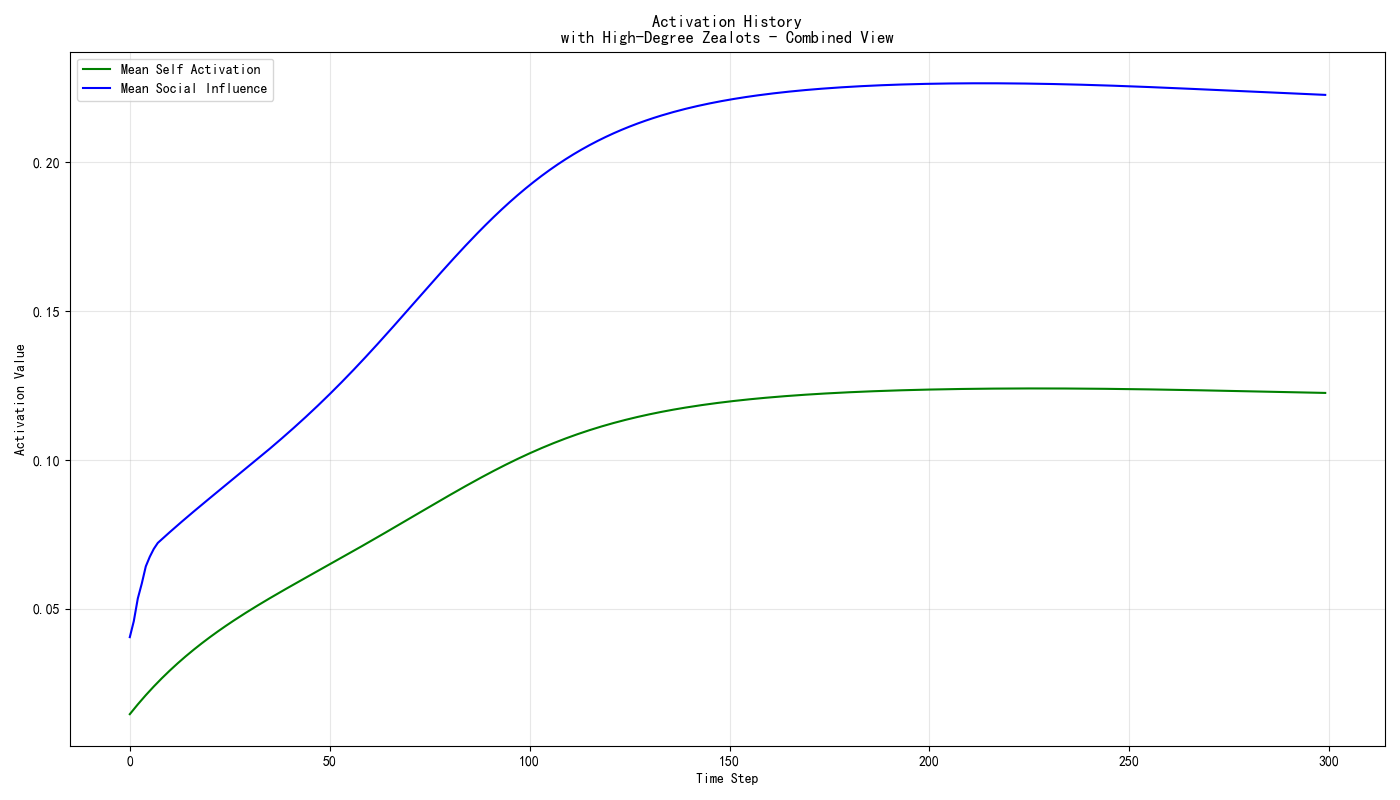 Activation History
with High-Degree Zealots - Combined View
Mean Self Activation
Mean Social Influence
Activation Value
0.20
0.15
0.10
0.05
0
50
100
150
200
250
300
Time Step